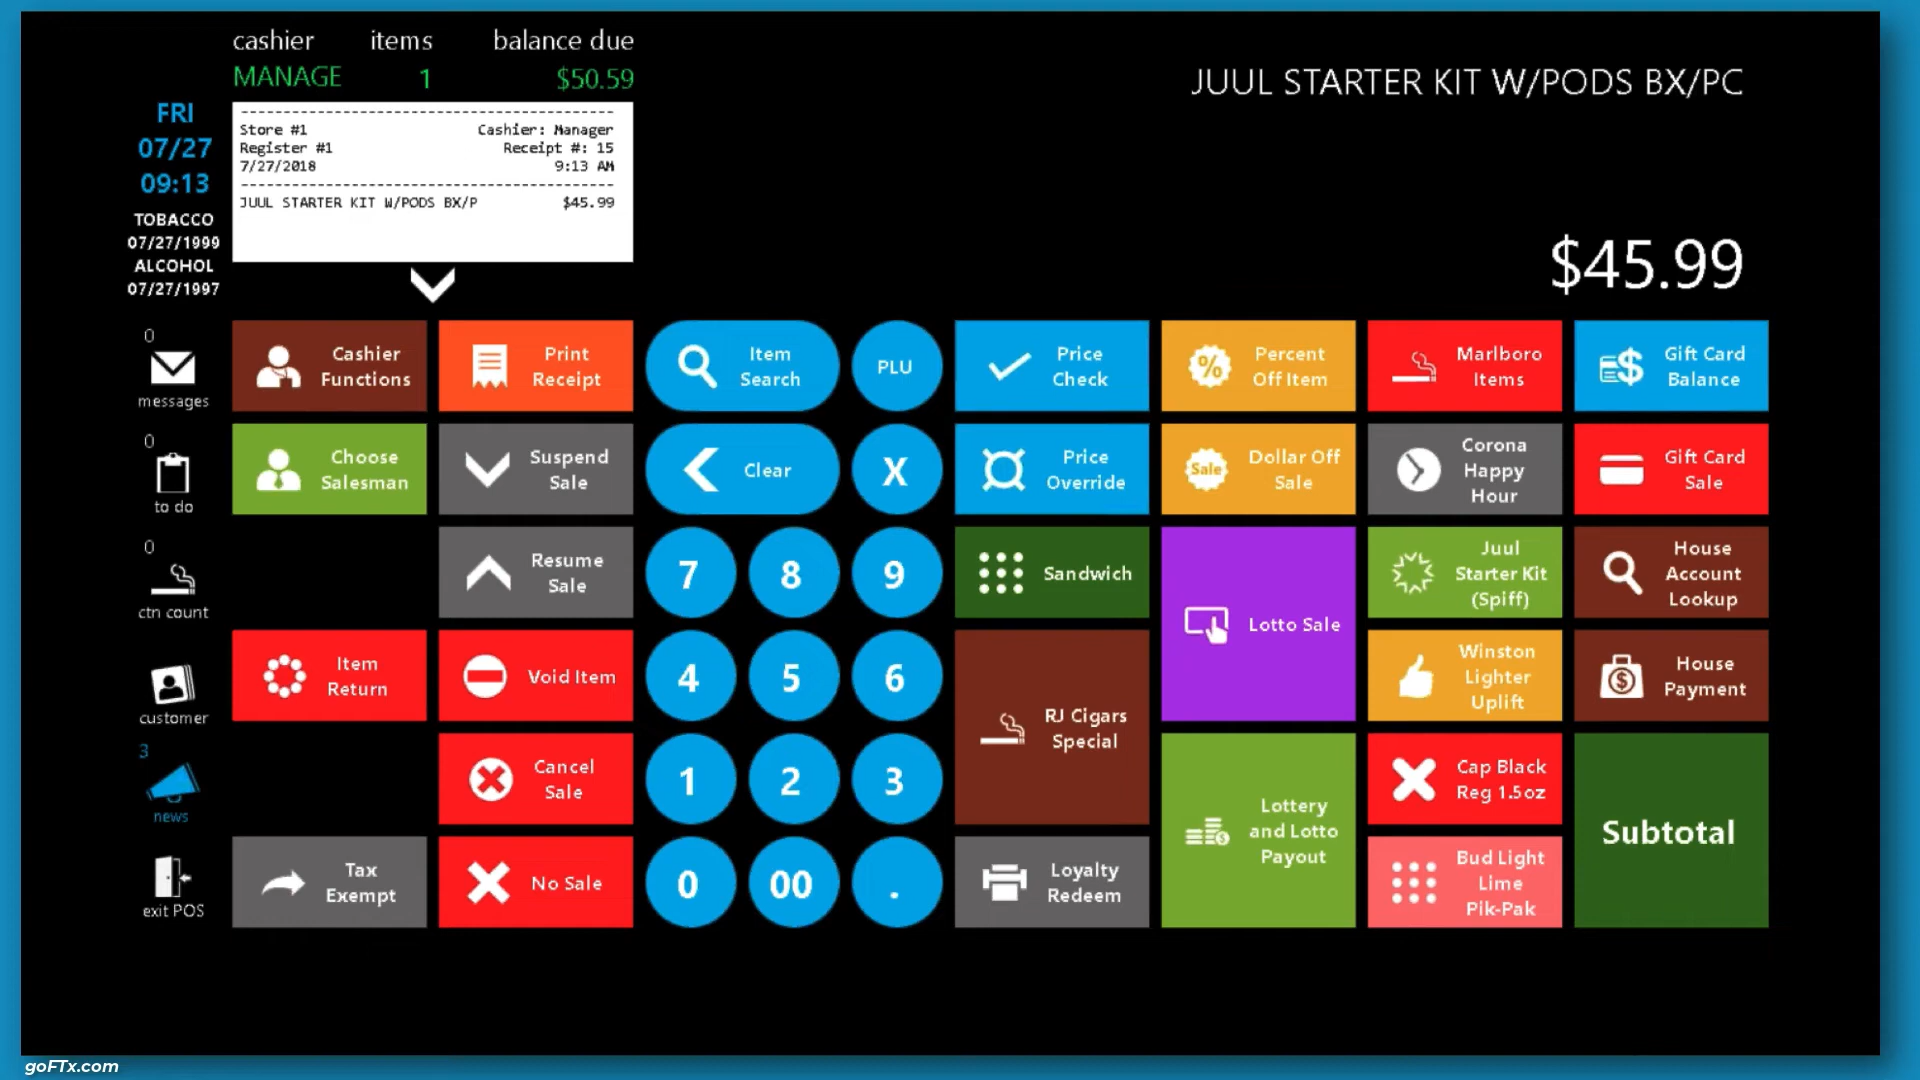 cashier items balance due
MANAGE 1 $50.59
JUUL STARTER KIT W/PODS BX/PC
FRI
07/27
09:13
TOBACCO
07/27/1999
ALCOHOL
07/27/1997
Store #1 Cashier: Manager
Register #1 Receipt #: 15
7/27/2018 9:13 AM
JUUL STARTER KIT W/PODS BX/P $45.99
$45.99
0
messages
0
to do
0
ctn count
customer
3
news
exit POS
Cashier
Functions
Print
Receipt
Item
Search
PLU
Price
Check
%
Percent
Off Item
Marlboro
Items
$
Gift Card
Balance
Choose
Salesman
Suspend
Sale
Clear
X
Price
Override
Sale
Dollar Off
Sale
Corona
Happy
Hour
Gift Card
Sale
Resume
Sale
7
8
9
Sandwich
Lotto Sale
Juul
Starter Kit
(Spiff)
House
Account
Lookup
Item
Return
Void Item
4
5
6
RJ Cigars
Special
Winston
Lighter
Uplift
$
House
Payment
Cancel
Sale
1
2
3
$
Lottery
and Lotto
Payout
Cap Black
Reg 1.5oz
Subtotal
Tax
Exempt
No Sale
0
00
.
Loyalty
Redeem
Bud Light
Lime
Pik-Pak
goFTx.com